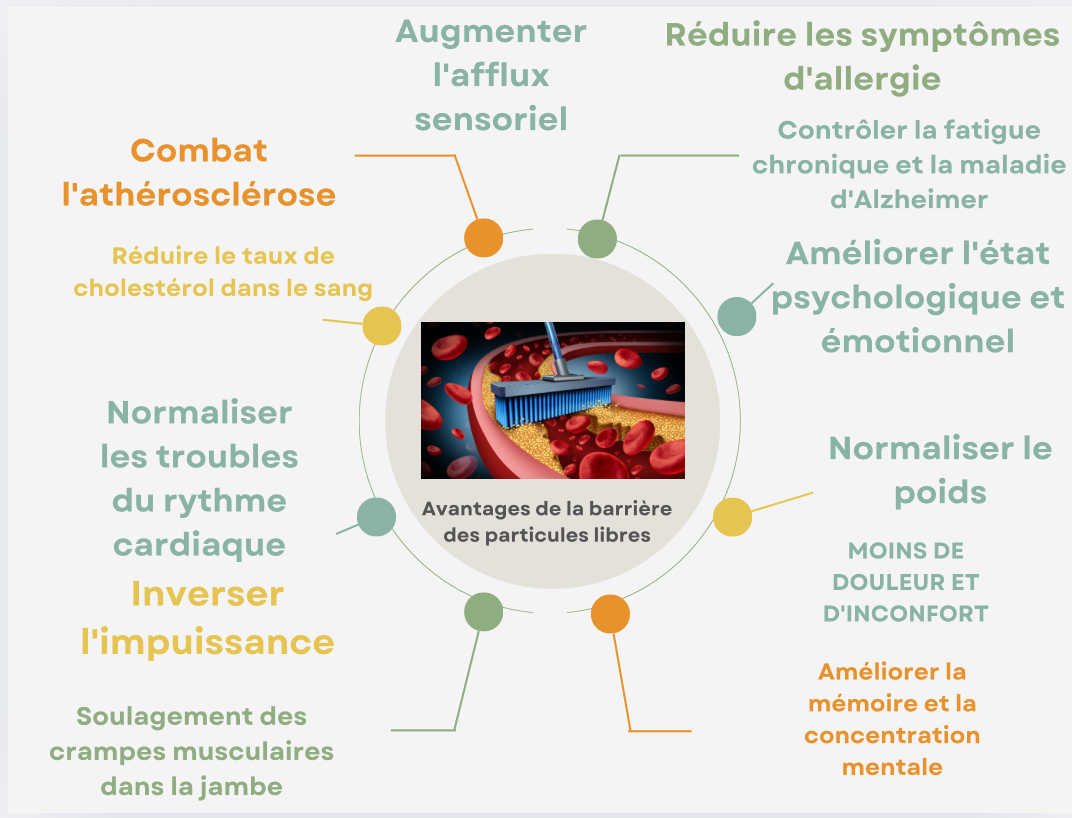 Augmenter
l'afflux
sensoriel
Réduire les symptômes
d'allergie
Contrôler la fatigue
chronique et la maladie
d'Alzheimer
Améliorer l'état
psychologique et
émotionnel
Normaliser le
poids
MOINS DE
DOULEUR ET
D'INCONFORT
Améliorer la
mémoire et la
concentration
mentale
Combat
l'athérosclérose
Réduire le taux de
cholestérol dans le sang
Normaliser
les troubles
du rythme
cardiaque
Inverser
l'impuissance
Soulagement des
crampes musculaires
dans la jambe
Avantages de la barrière
des particules libres